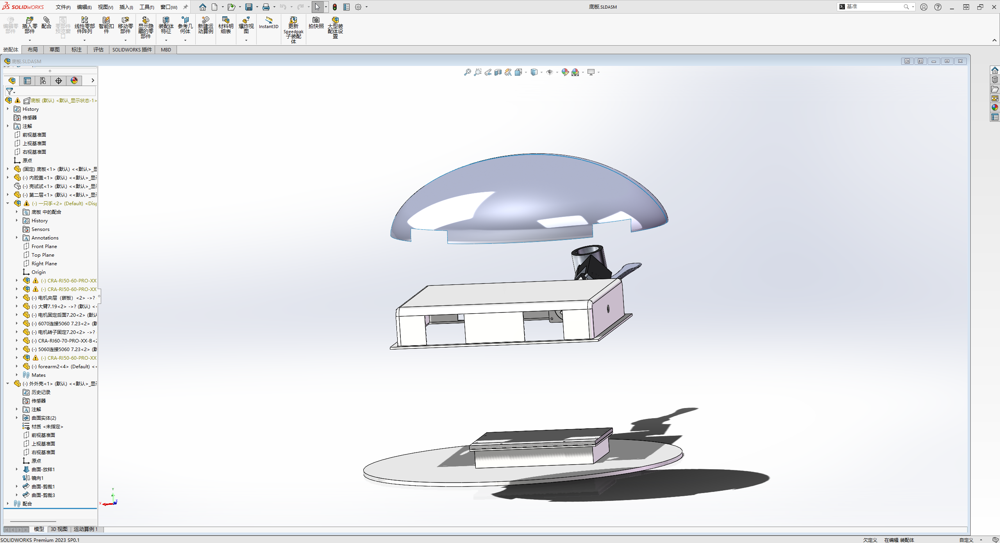 SOLIDWORKS 文件(F) 编辑(E) 视图(V) 插入(I) 工具(T) 窗口(W) 底板.SLDASM 基准
编辑零部件 插入零部件 配合 零部件预览窗口 线性零部件阵列 智能扣件 移动零部件 显示隐藏的零部件 装配体特征 参考几何体 新建运动算例 材料明细表 爆炸视图 Instant3D 更新 Speedpak 子装配体 拍快照 大型装配体设置
装配体 布局 草图 标注 评估 SOLIDWORKS 插件 MBD
底板.SLDASM
底板 (默认) <默认_显示状态-1>
History
传感器
注解
前视基准面
上视基准面
右视基准面
原点
(固定) 底板<1> (默认) <<默认>_显
(-) 内腔盖<1> (默认) <<默认>_显
(-) 壳试试<1> (默认) <<默认>_显
(-) 第二层<1> (默认) <<默认>_显
(-) 一只手<2> (Default) <Disp
底板 中的配合
History
Sensors
Annotations
Front Plane
Top Plane
Right Plane
Origin
(-) CRA-RI50-60-PRO-XX
(-) CRA-RI50-60-PRO-XX
(-) 电机夹层（碳板）<2> ->?
(-) 大臂7.19<2> ->? (默认) <
(-) 电机固定后面7.20<2> (默认
(-) 6070连接5060 7.23<2> (默
(-) 电机转子固定7.20<2> ->?
(-) CRA-RI60-70-PRO-XX-B<2
(-) 5060连接5060 7.23<2> (默
(-) CRA-RI50-60-PRO-XX
(-) forearm2<4> (Default) <
Mates
(-) 外外壳<1> (默认) <<默认>_显
历史记录
传感器
注解
曲面实体(2)
材质 <未指定>
前视基准面
上视基准面
右视基准面
原点
曲面-放样1
镜向1
曲面-剪裁1
曲面-剪裁3
配合
Y
X
Z
模型 3D 视图 运动算例 1
SOLIDWORKS Premium 2023 SP0.1 欠定义 在编辑 装配体 自定义